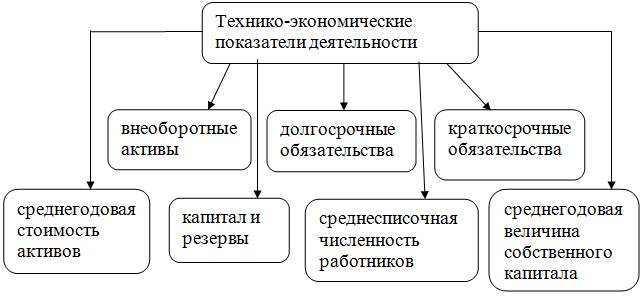 Технико-экономические
показатели деятельности
внеоборотные
активы
долгосрочные
обязательства
краткосрочные
обязательства
среднегодовая
стоимость
активов
капитал и
резервы
среднесписочная
численность
работников
среднегодовая
величина
собственного
капитала